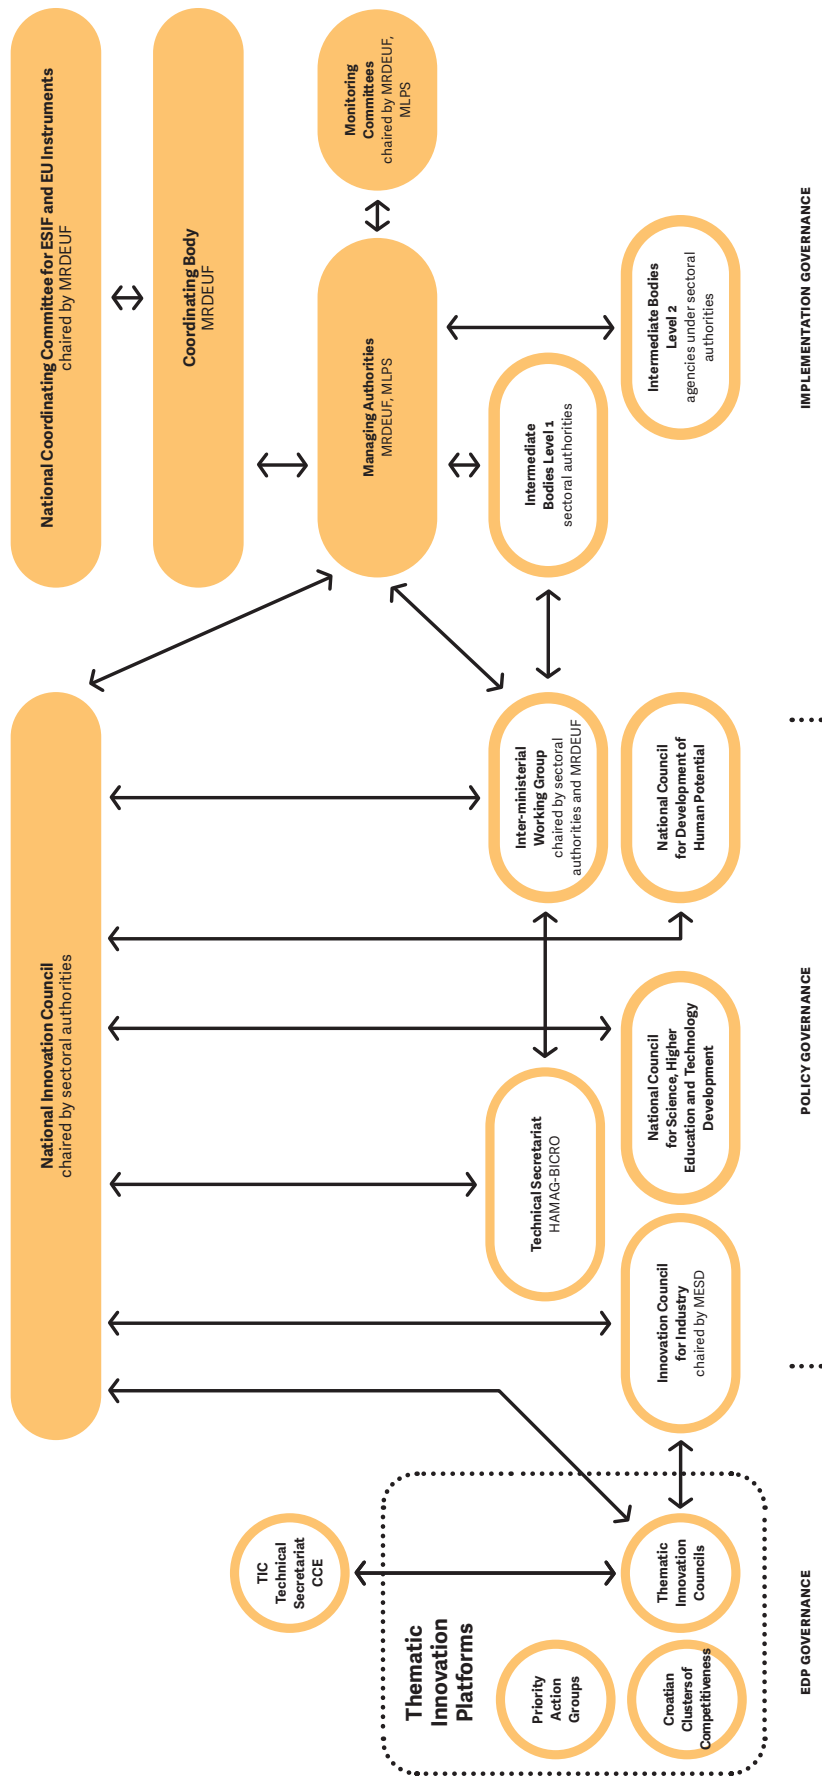 National Coordinating Committee for ESIF and EU Instruments
chaired by MRDEUF
Coordinating Body
MRDEUF
Monitoring
Committees
chaired by MRDEUF,
MLPS
Managing Authorities
MRDEUF, MLPS
Intermediate
Bodies Level 1
sectoral authorities
Intermediate Bodies
Level 2
agencies under sectoral
authorities
IMPLEMENTATION GOVERNANCE
National Innovation Council
chaired by sectoral authorities
Inter-ministerial
Working Group
chaired by sectoral
authorities and MRDEUF
National Council
for Development of
Human Potential
Technical Secretariat
HAMAG-BICRO
National Council
for Science, Higher
Education and Technology
Development
Innovation Council
for Industry
chaired by MESD
POLICY GOVERNANCE
TIC
Technical
Secretariat
CCE
Thematic
Innovation
Platforms
Thematic
Innovation
Councils
Priority
Action
Groups
Croatian
Clusters of
Competitiveness
EDP GOVERNANCE